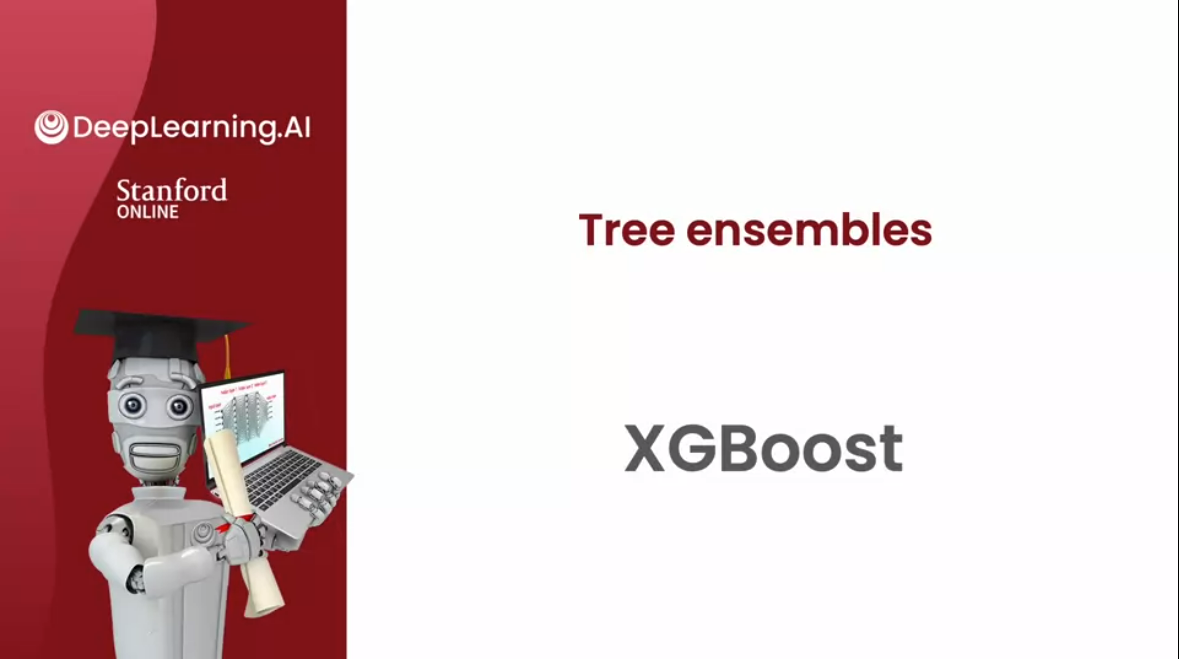 DeepLearning.AI
Stanford
ONLINE
Tree ensembles
XGBoost